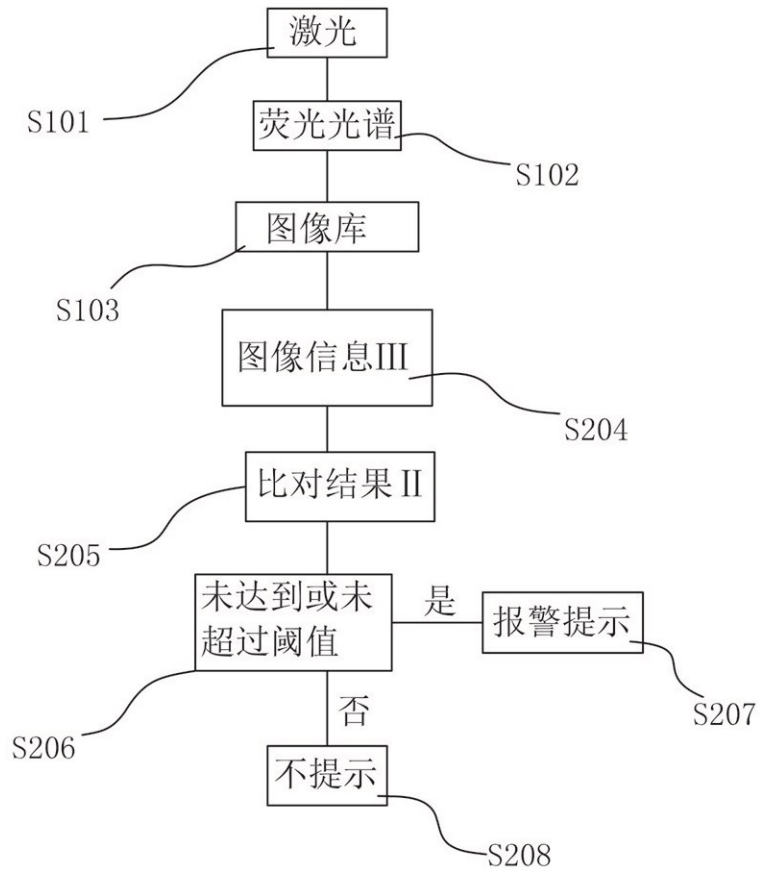 激光
S101
荧光光谱
S102
图像库
S103
图像信息III
S204
比对结果II
S205
未达到或未
超过阈值
是
报警提示
S207
S206
否
不提示
S208